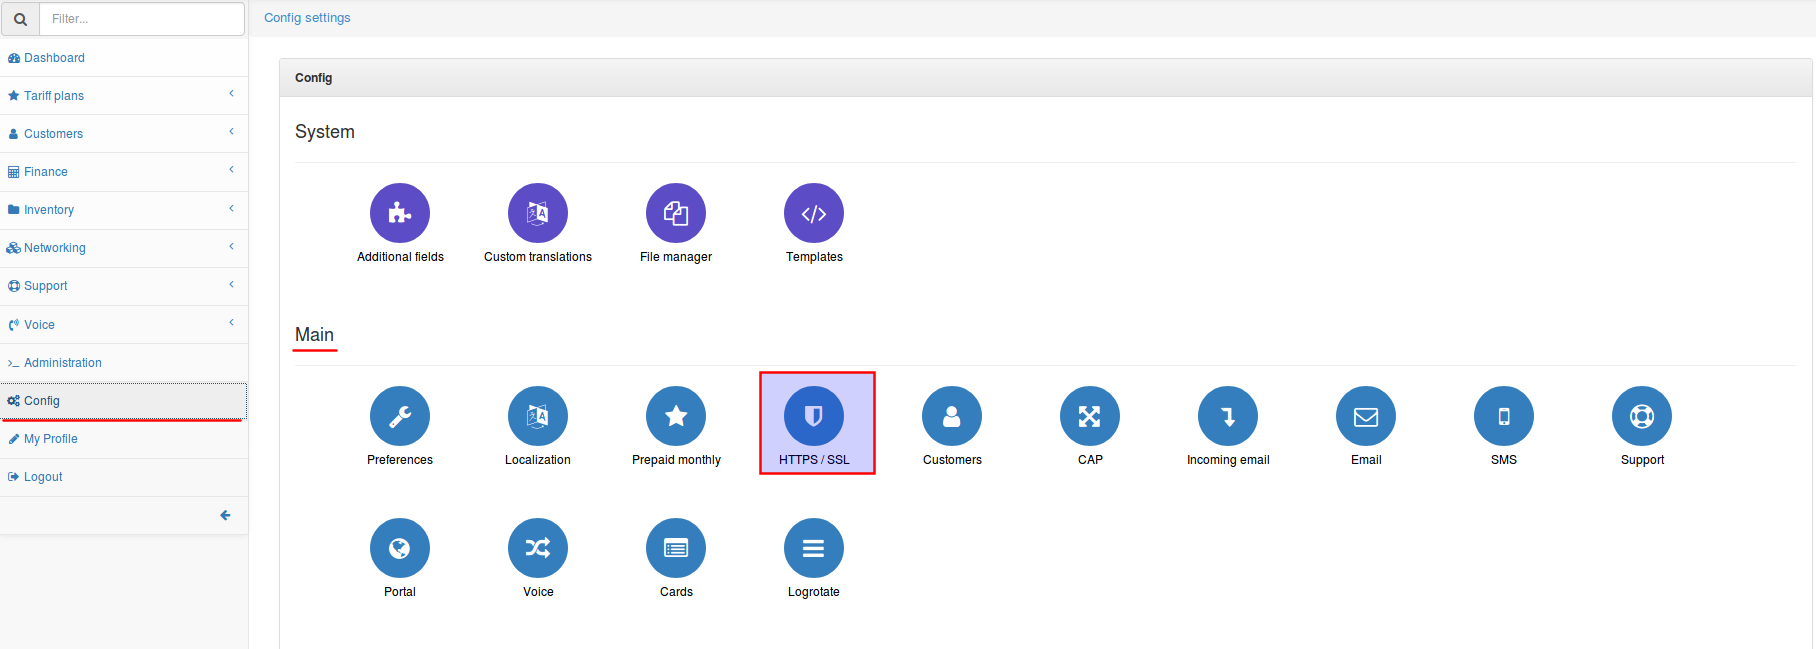 Filter...
Config settings
Dashboard
Tariff plans
Customers
Finance
Inventory
Networking
Support
Voice
Administration
Config
My Profile
Logout
Config
System
Additional fields
Custom translations
File manager
Templates
Main
Preferences
Localization
Prepaid monthly
HTTPS / SSL
Customers
CAP
Incoming email
Email
SMS
Support
Portal
Voice
Cards
Logrotate